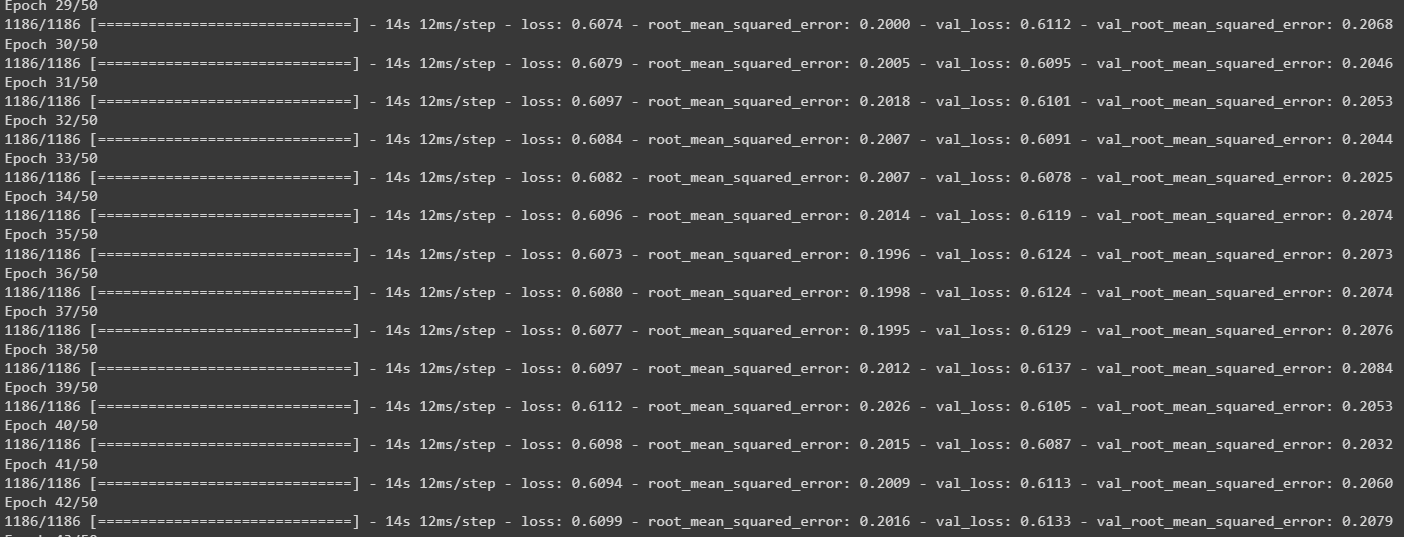 Epoch 29/50
1186/1186 [==============================] - 14s 12ms/step - loss: 0.6074 - root_mean_squared_error: 0.2000 - val_loss: 0.6112 - val_root_mean_squared_error: 0.2068
Epoch 30/50
1186/1186 [==============================] - 14s 12ms/step - loss: 0.6079 - root_mean_squared_error: 0.2005 - val_loss: 0.6095 - val_root_mean_squared_error: 0.2046
Epoch 31/50
1186/1186 [==============================] - 14s 12ms/step - loss: 0.6097 - root_mean_squared_error: 0.2018 - val_loss: 0.6101 - val_root_mean_squared_error: 0.2053
Epoch 32/50
1186/1186 [==============================] - 14s 12ms/step - loss: 0.6084 - root_mean_squared_error: 0.2007 - val_loss: 0.6091 - val_root_mean_squared_error: 0.2044
Epoch 33/50
1186/1186 [==============================] - 14s 12ms/step - loss: 0.6082 - root_mean_squared_error: 0.2007 - val_loss: 0.6078 - val_root_mean_squared_error: 0.2025
Epoch 34/50
1186/1186 [==============================] - 14s 12ms/step - loss: 0.6096 - root_mean_squared_error: 0.2014 - val_loss: 0.6119 - val_root_mean_squared_error: 0.2074
Epoch 35/50
1186/1186 [==============================] - 14s 12ms/step - loss: 0.6073 - root_mean_squared_error: 0.1996 - val_loss: 0.6124 - val_root_mean_squared_error: 0.2073
Epoch 36/50
1186/1186 [==============================] - 14s 12ms/step - loss: 0.6080 - root_mean_squared_error: 0.1998 - val_loss: 0.6124 - val_root_mean_squared_error: 0.2074
Epoch 37/50
1186/1186 [==============================] - 14s 12ms/step - loss: 0.6077 - root_mean_squared_error: 0.1995 - val_loss: 0.6129 - val_root_mean_squared_error: 0.2076
Epoch 38/50
1186/1186 [==============================] - 14s 12ms/step - loss: 0.6097 - root_mean_squared_error: 0.2012 - val_loss: 0.6137 - val_root_mean_squared_error: 0.2084
Epoch 39/50
1186/1186 [==============================] - 14s 12ms/step - loss: 0.6112 - root_mean_squared_error: 0.2026 - val_loss: 0.6105 - val_root_mean_squared_error: 0.2053
Epoch 40/50
1186/1186 [==============================] - 14s 12ms/step - loss: 0.6098 - root_mean_squared_error: 0.2015 - val_loss: 0.6087 - val_root_mean_squared_error: 0.2032
Epoch 41/50
1186/1186 [==============================] - 14s 12ms/step - loss: 0.6094 - root_mean_squared_error: 0.2009 - val_loss: 0.6113 - val_root_mean_squared_error: 0.2060
Epoch 42/50
1186/1186 [==============================] - 14s 12ms/step - loss: 0.6099 - root_mean_squared_error: 0.2016 - val_loss: 0.6133 - val_root_mean_squared_error: 0.2079